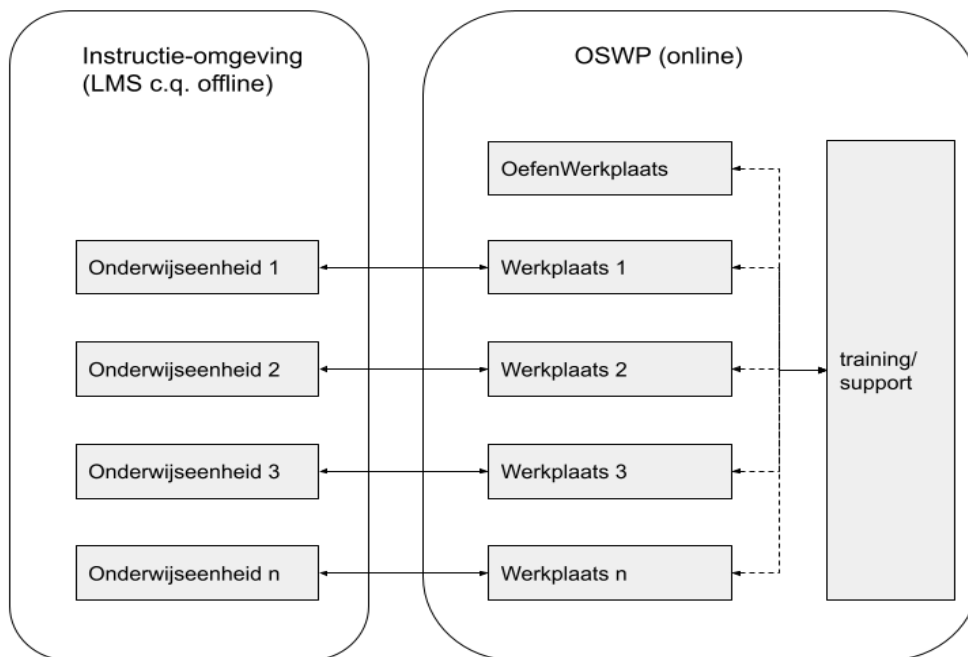 Instructie-omgeving
(LMS c.q. offline)
Onderwijseenheid 1
Onderwijseenheid 2
Onderwijseenheid 3
Onderwijseenheid n
OSWP (online)
OefenWerkplaats
Werkplaats 1
Werkplaats 2
Werkplaats 3
Werkplaats n
training/
support